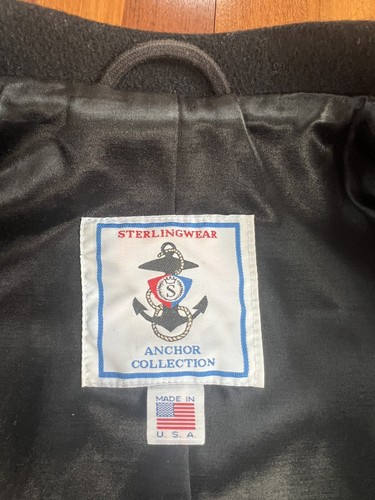 STERLINGWEAR
S
ANCHOR
COLLECTION
MADE IN
U.S.A.